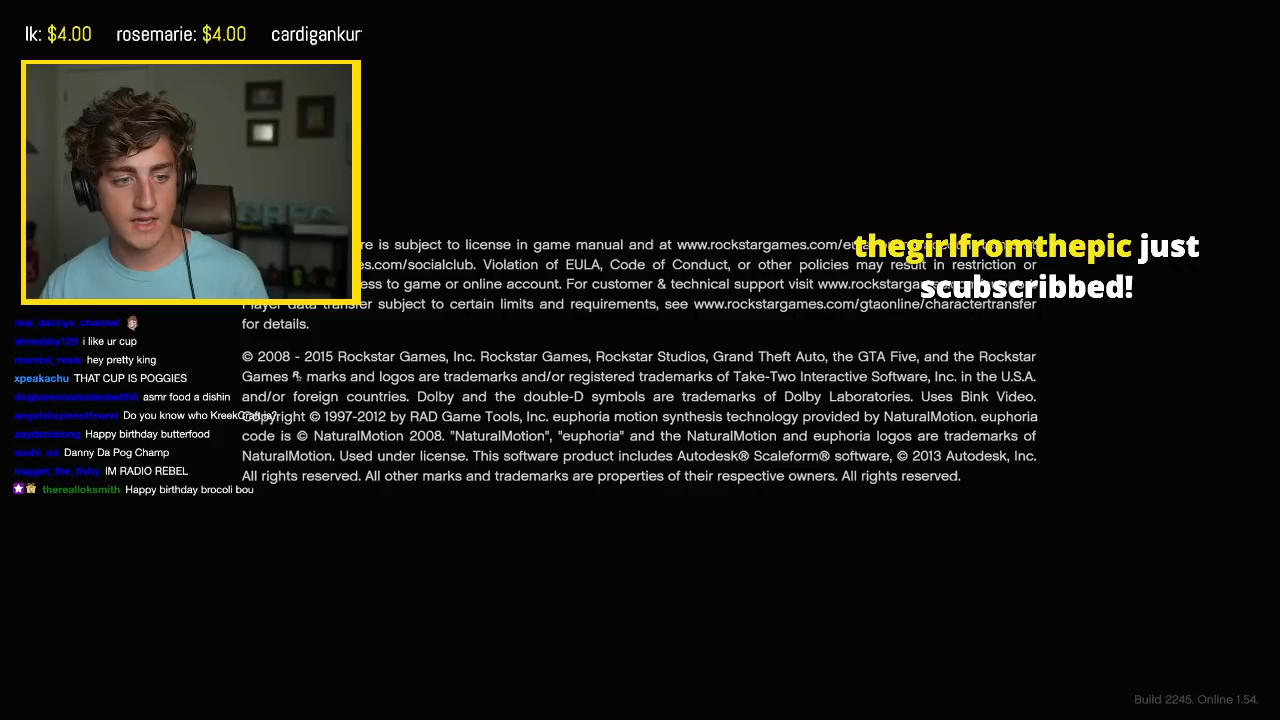 lk: $4.00 rosemarie: $4.00 cardigankur
thegirlfromthepic just
scubscribbed!
re is subject to license in game manual and at www.rockstargames.com/eu
es.com/socialclub. Violation of EULA, Code of Conduct, or other policies may result in restriction or
ess to game or online account. For customer & technical support visit www.rockstargames.com
Player data transfer subject to certain limits and requirements, see www.rockstargames.com/gtaonline/charactertransfer
for details.
© 2008 - 2015 Rockstar Games, Inc. Rockstar Games, Rockstar Studios, Grand Theft Auto, the GTA Five, and the Rockstar
Games R* marks and logos are trademarks and/or registered trademarks of Take-Two Interactive Software, Inc. in the U.S.A.
and/or foreign countries. Dolby and the double-D symbols are trademarks of Dolby Laboratories. Uses Bink Video.
Copyright © 1997-2012 by RAD Game Tools, Inc. euphoria motion synthesis technology provided by NaturalMotion. euphoria
code is © NaturalMotion 2008. "NaturalMotion", "euphoria" and the NaturalMotion and euphoria logos are trademarks of
NaturalMotion. Used under license. This software product includes Autodesk® Scaleform® software, © 2013 Autodesk, Inc.
All rights reserved. All other marks and trademarks are properties of their respective owners. All rights reserved.
i like ur cup
hey pretty king
xpeakachu THAT CUP IS POGGIES
asmr food a dishin
Do you know who KreekCraft is?
Happy birthday butterfood
Danny Da Pog Champ
nugget_the_fishy IM RADIO REBEL
therealloksmith Happy birthday brocoli bou
Build 2245. Online 1.54.